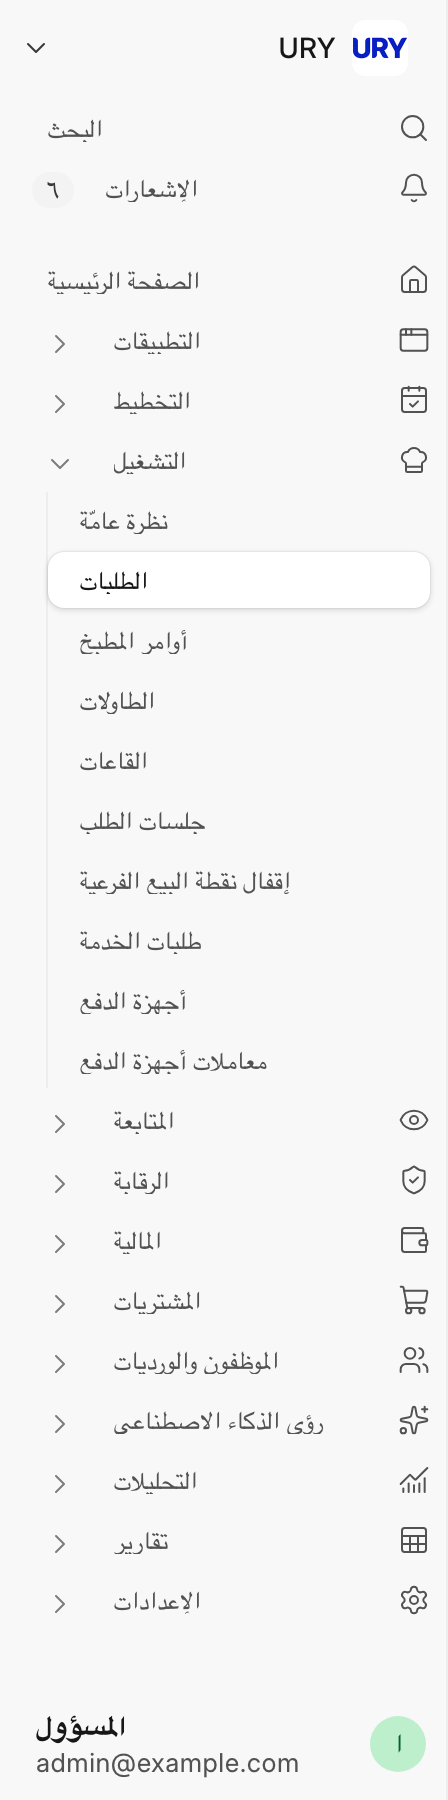 URY URY
البحث
الإشعارات ٦
الصفحة الرئيسية
التطبيقات
التخطيط
التشغيل
نظرة عامّة
الطلبات
أوامر المطبخ
الطاولات
القاعات
جلسات الطلب
إقفال نقطة البيع الفرعية
طلبات الخدمة
أجهزة الدفع
معاملات أجهزة الدفع
المتابعة
الرقابة
المالية
المشتريات
الموظفون والورديات
رؤى الذكاء الاصطناعي
التحليلات
تقارير
الإعدادات
ا المسؤول
admin@example.com